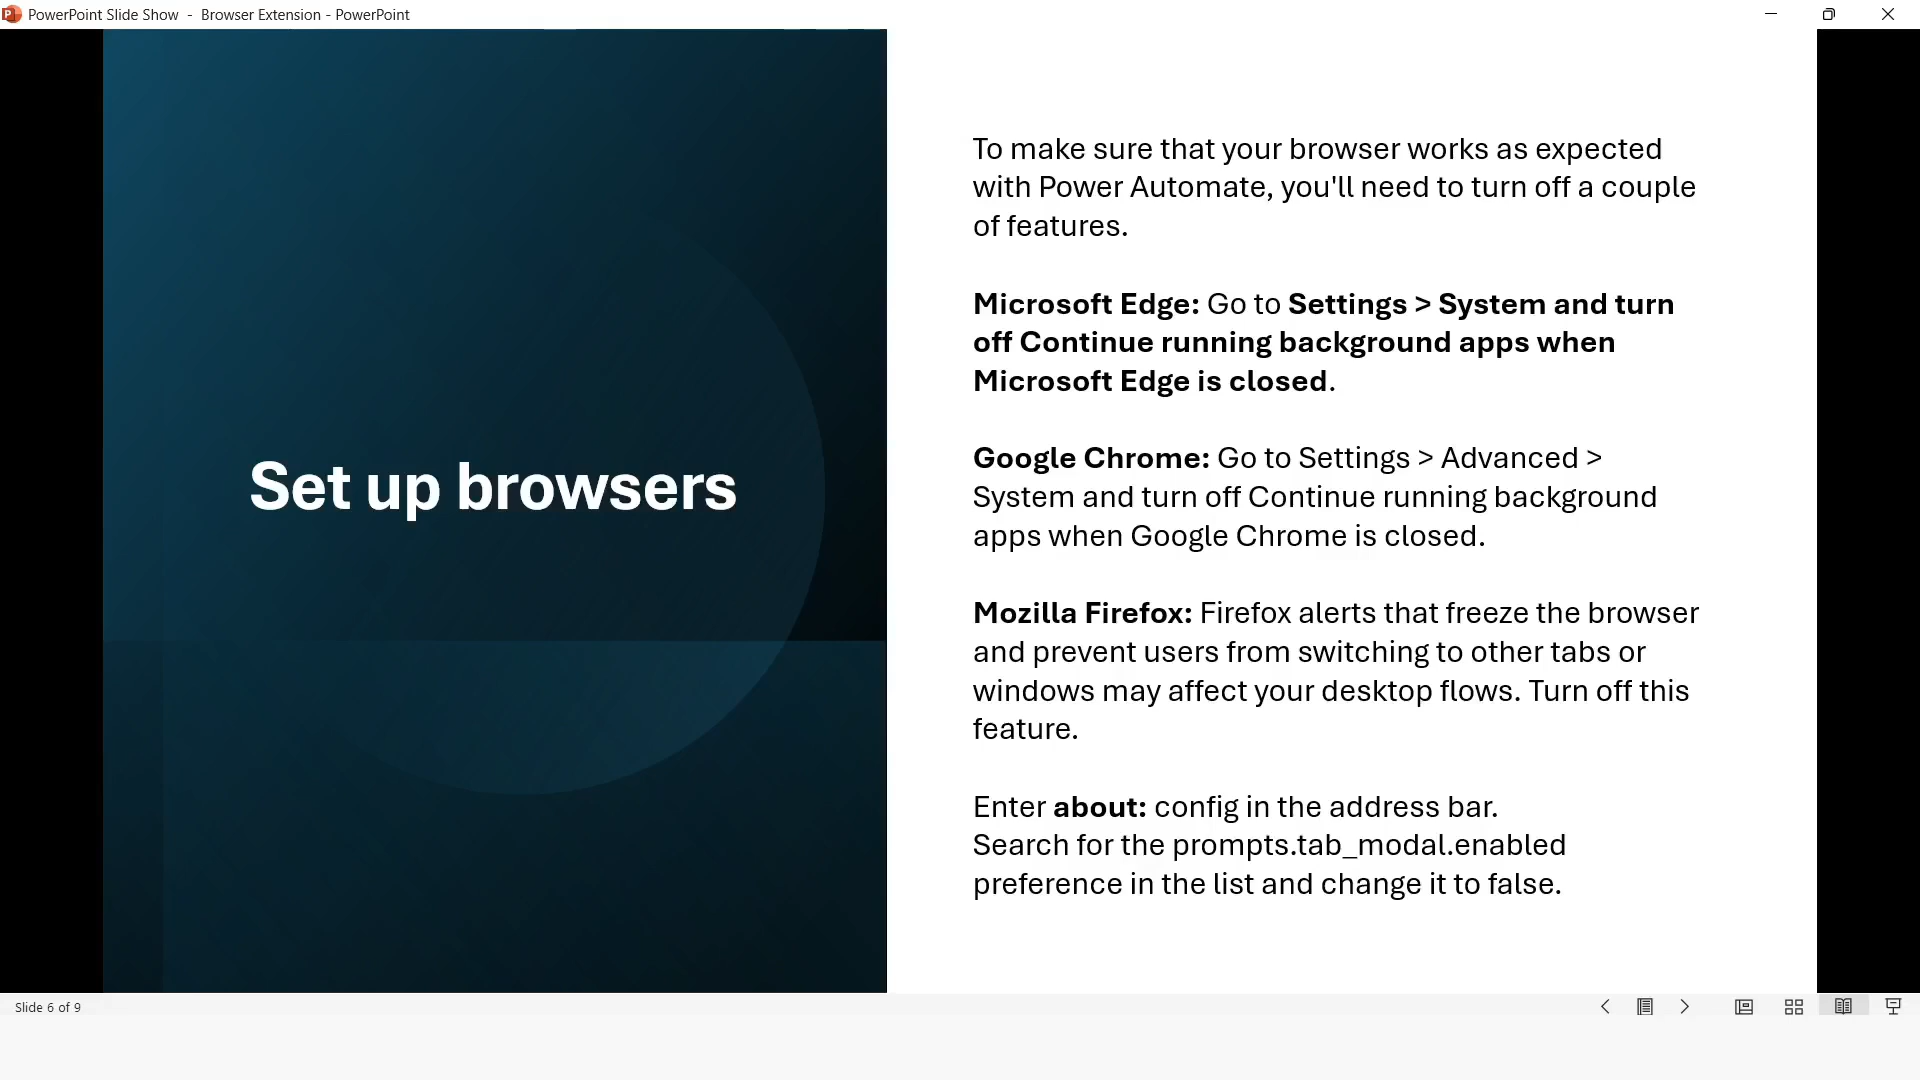 PowerPoint Slide Show - Browser Extension - PowerPoint
Set up browsers
To make sure that your browser works as expected
with Power Automate, you'll need to turn off a couple
of features.
Microsoft Edge: Go to Settings > System and turn
off Continue running background apps when
Microsoft Edge is closed.
Google Chrome: Go to Settings > Advanced >
System and turn off Continue running background
apps when Google Chrome is closed.
Mozilla Firefox: Firefox alerts that freeze the browser
and prevent users from switching to other tabs or
windows may affect your desktop flows. Turn off this
feature.
Enter about: config in the address bar.
Search for the prompts.tab_modal.enabled
preference in the list and change it to false.
Slide 6 of 9